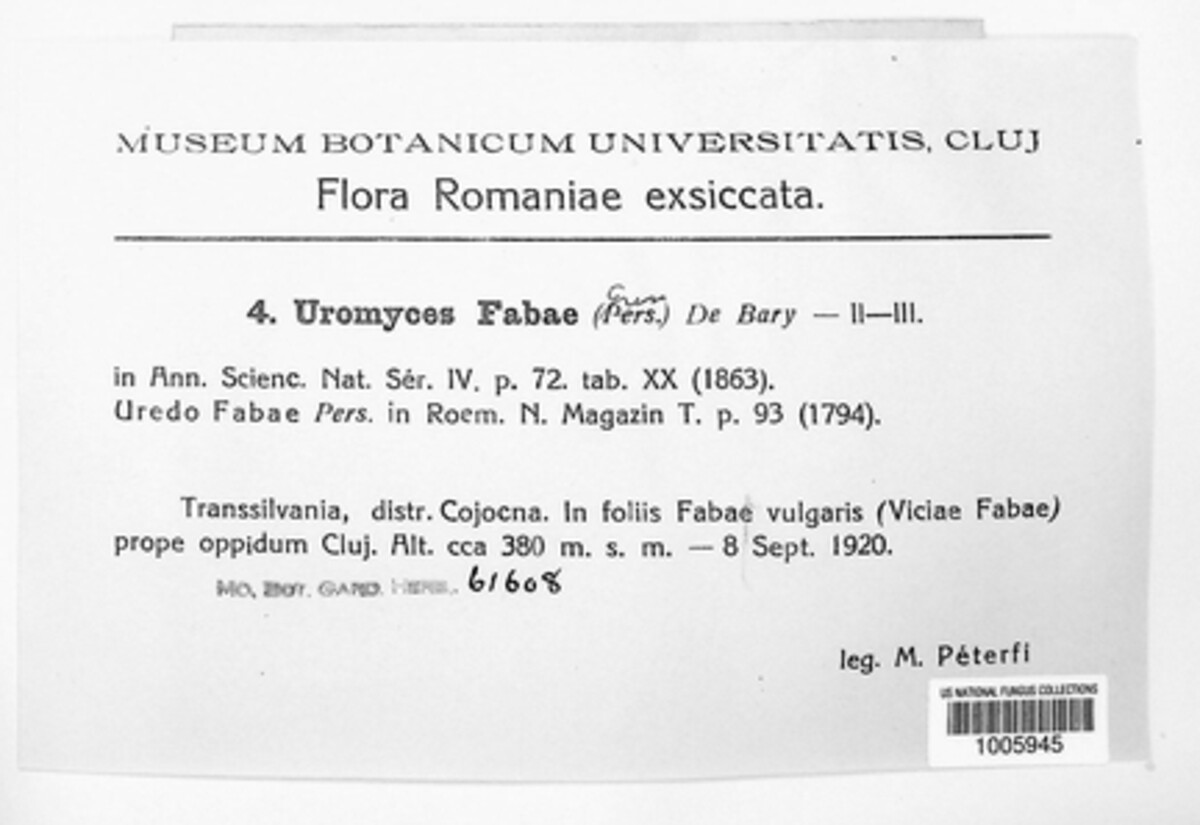 MUSEUM BOTANICUM UNIVERSITATIS, CLUJ
Flora Romaniae exsiccata.
4. Uromyces Fabae (Pers.) De Bary — II—III.
in Ann. Scienc. Nat. Sér. IV. p. 72. tab. XX (1863).
Uredo Fabae Pers. in Roem. N. Magazin T. p. 93 (1794).
Transsilvania, distr. Cojocna. In foliis Fabae vulgaris (Viciae Fabae)
prope oppidum Cluj. Alt. cca 380 m. s. m. — 8 Sept. 1920.
MO. BOT. GARD. HERB. 61608
leg. M. Péterfi
US NATIONAL FUNGUS COLLECTIONS
1005945